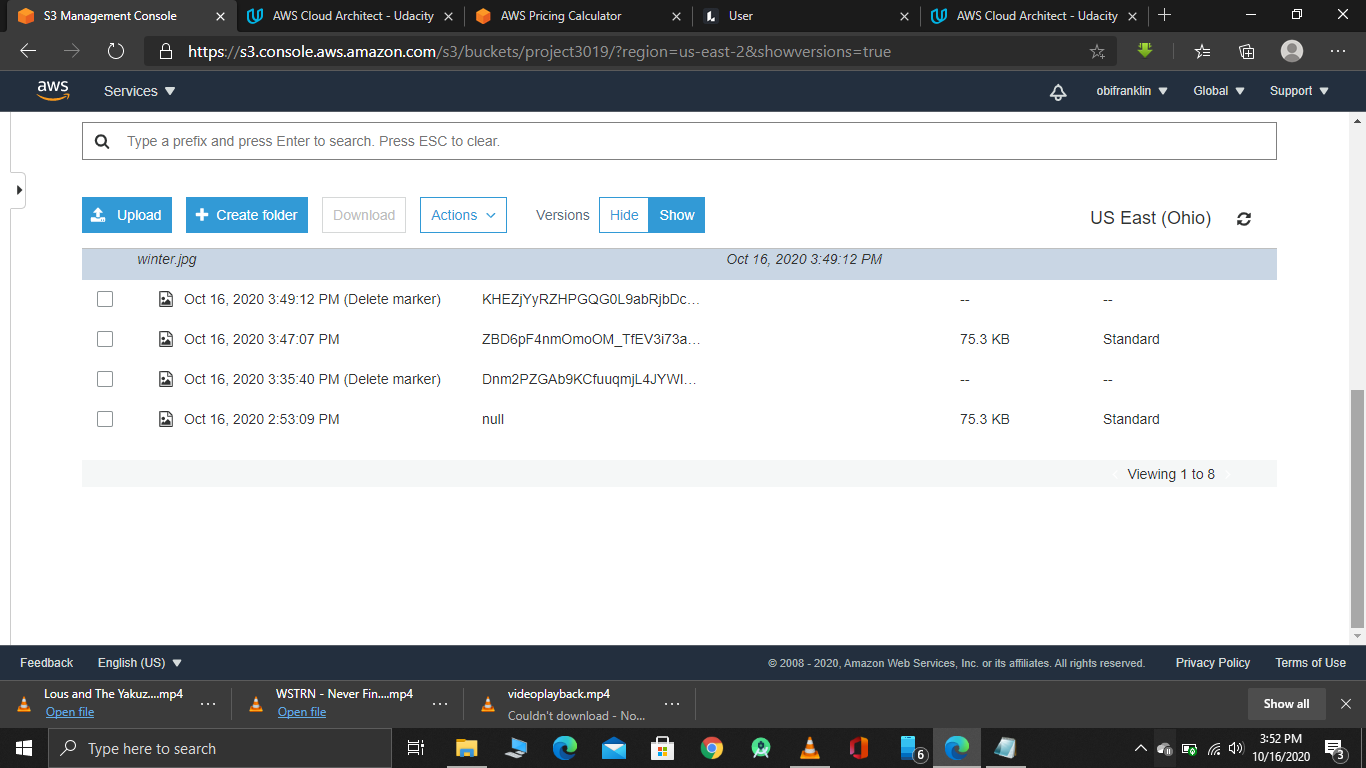 S3 Management Console
AWS Cloud Architect - Udacity
AWS Pricing Calculator
User
AWS Cloud Architect - Udacity
https://s3.console.aws.amazon.com/s3/buckets/project3019/?region=us-east-2&showversions=true
aws
Services
obifranklin
Global
Support
Type a prefix and press Enter to search. Press ESC to clear.
Upload
Create folder
Download
Actions
Versions
Hide
Show
US East (Ohio)
winter.jpg Oct 16, 2020 3:49:12 PM
Oct 16, 2020 3:49:12 PM (Delete marker) KHEZjYyRZHPGQG0L9abRjbDc... -- --
Oct 16, 2020 3:47:07 PM ZBD6pF4nmOmoOM_TfEV3i73a... 75.3 KB Standard
Oct 16, 2020 3:35:40 PM (Delete marker) Dnm2PZGAb9KCfuuqmjL4JYWI... -- --
Oct 16, 2020 2:53:09 PM null 75.3 KB Standard
Viewing 1 to 8
Feedback
English (US)
© 2008 - 2020, Amazon Web Services, Inc. or its affiliates. All rights reserved.
Privacy Policy
Terms of Use
Lous and The Yakuz....mp4
Open file
WSTRN - Never Fin....mp4
Open file
videoplayback.mp4
Couldn't download - No...
Show all
Type here to search
6
3:52 PM
10/16/2020
3